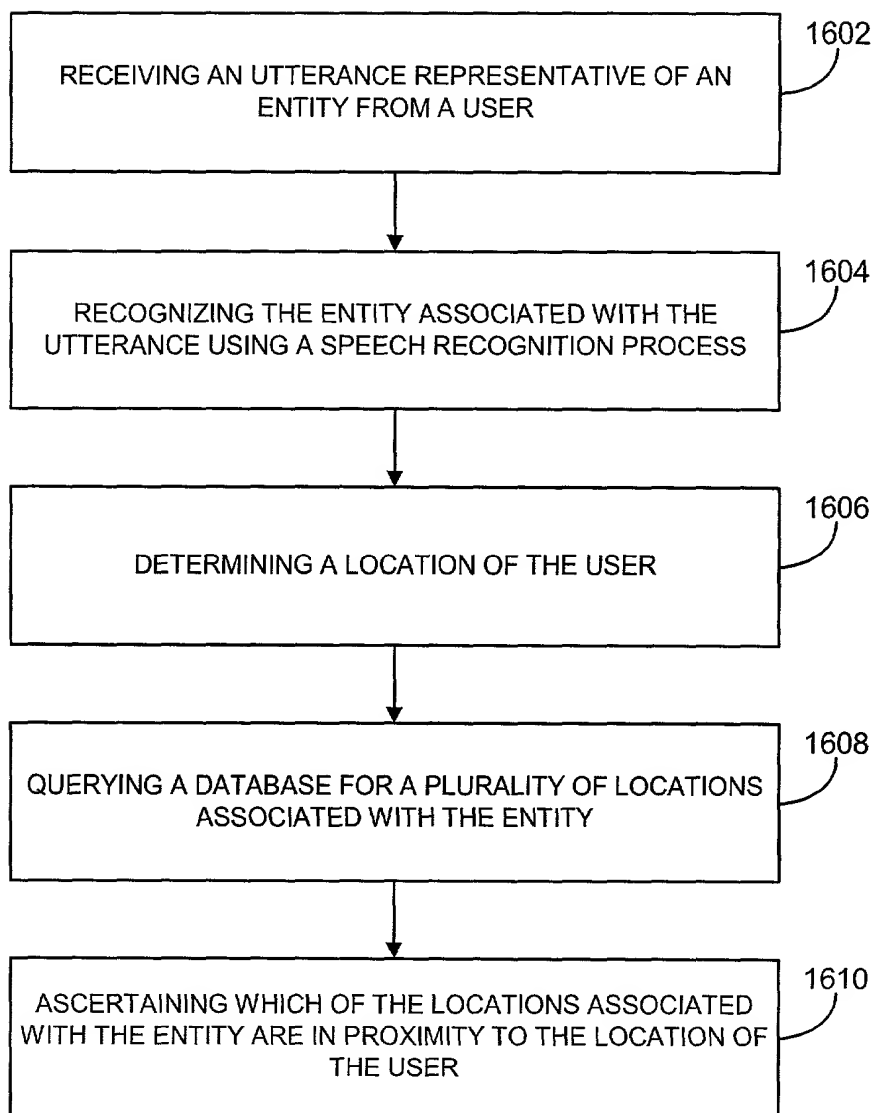 1602
RECEIVING AN UTTERANCE REPRESENTATIVE OF AN
ENTITY FROM A USER
1604
RECOGNIZING THE ENTITY ASSOCIATED WITH THE
UTTERANCE USING A SPEECH RECOGNITION PROCESS
1606
DETERMINING A LOCATION OF THE USER
1608
QUERYING A DATABASE FOR A PLURALITY OF LOCATIONS
ASSOCIATED WITH THE ENTITY
1610
ASCERTAINING WHICH OF THE LOCATIONS ASSOCIATED
WITH THE ENTITY ARE IN PROXIMITY TO THE LOCATION OF
THE USER